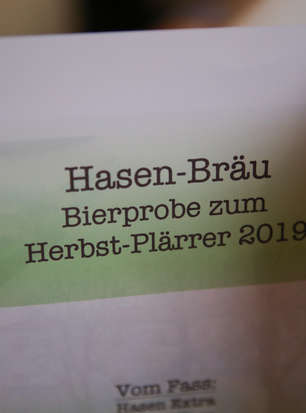 Hasen-Bräu
Bierprobe zum
Herbst-Plärrer 2019
Vom Fass:
Hasen Extra